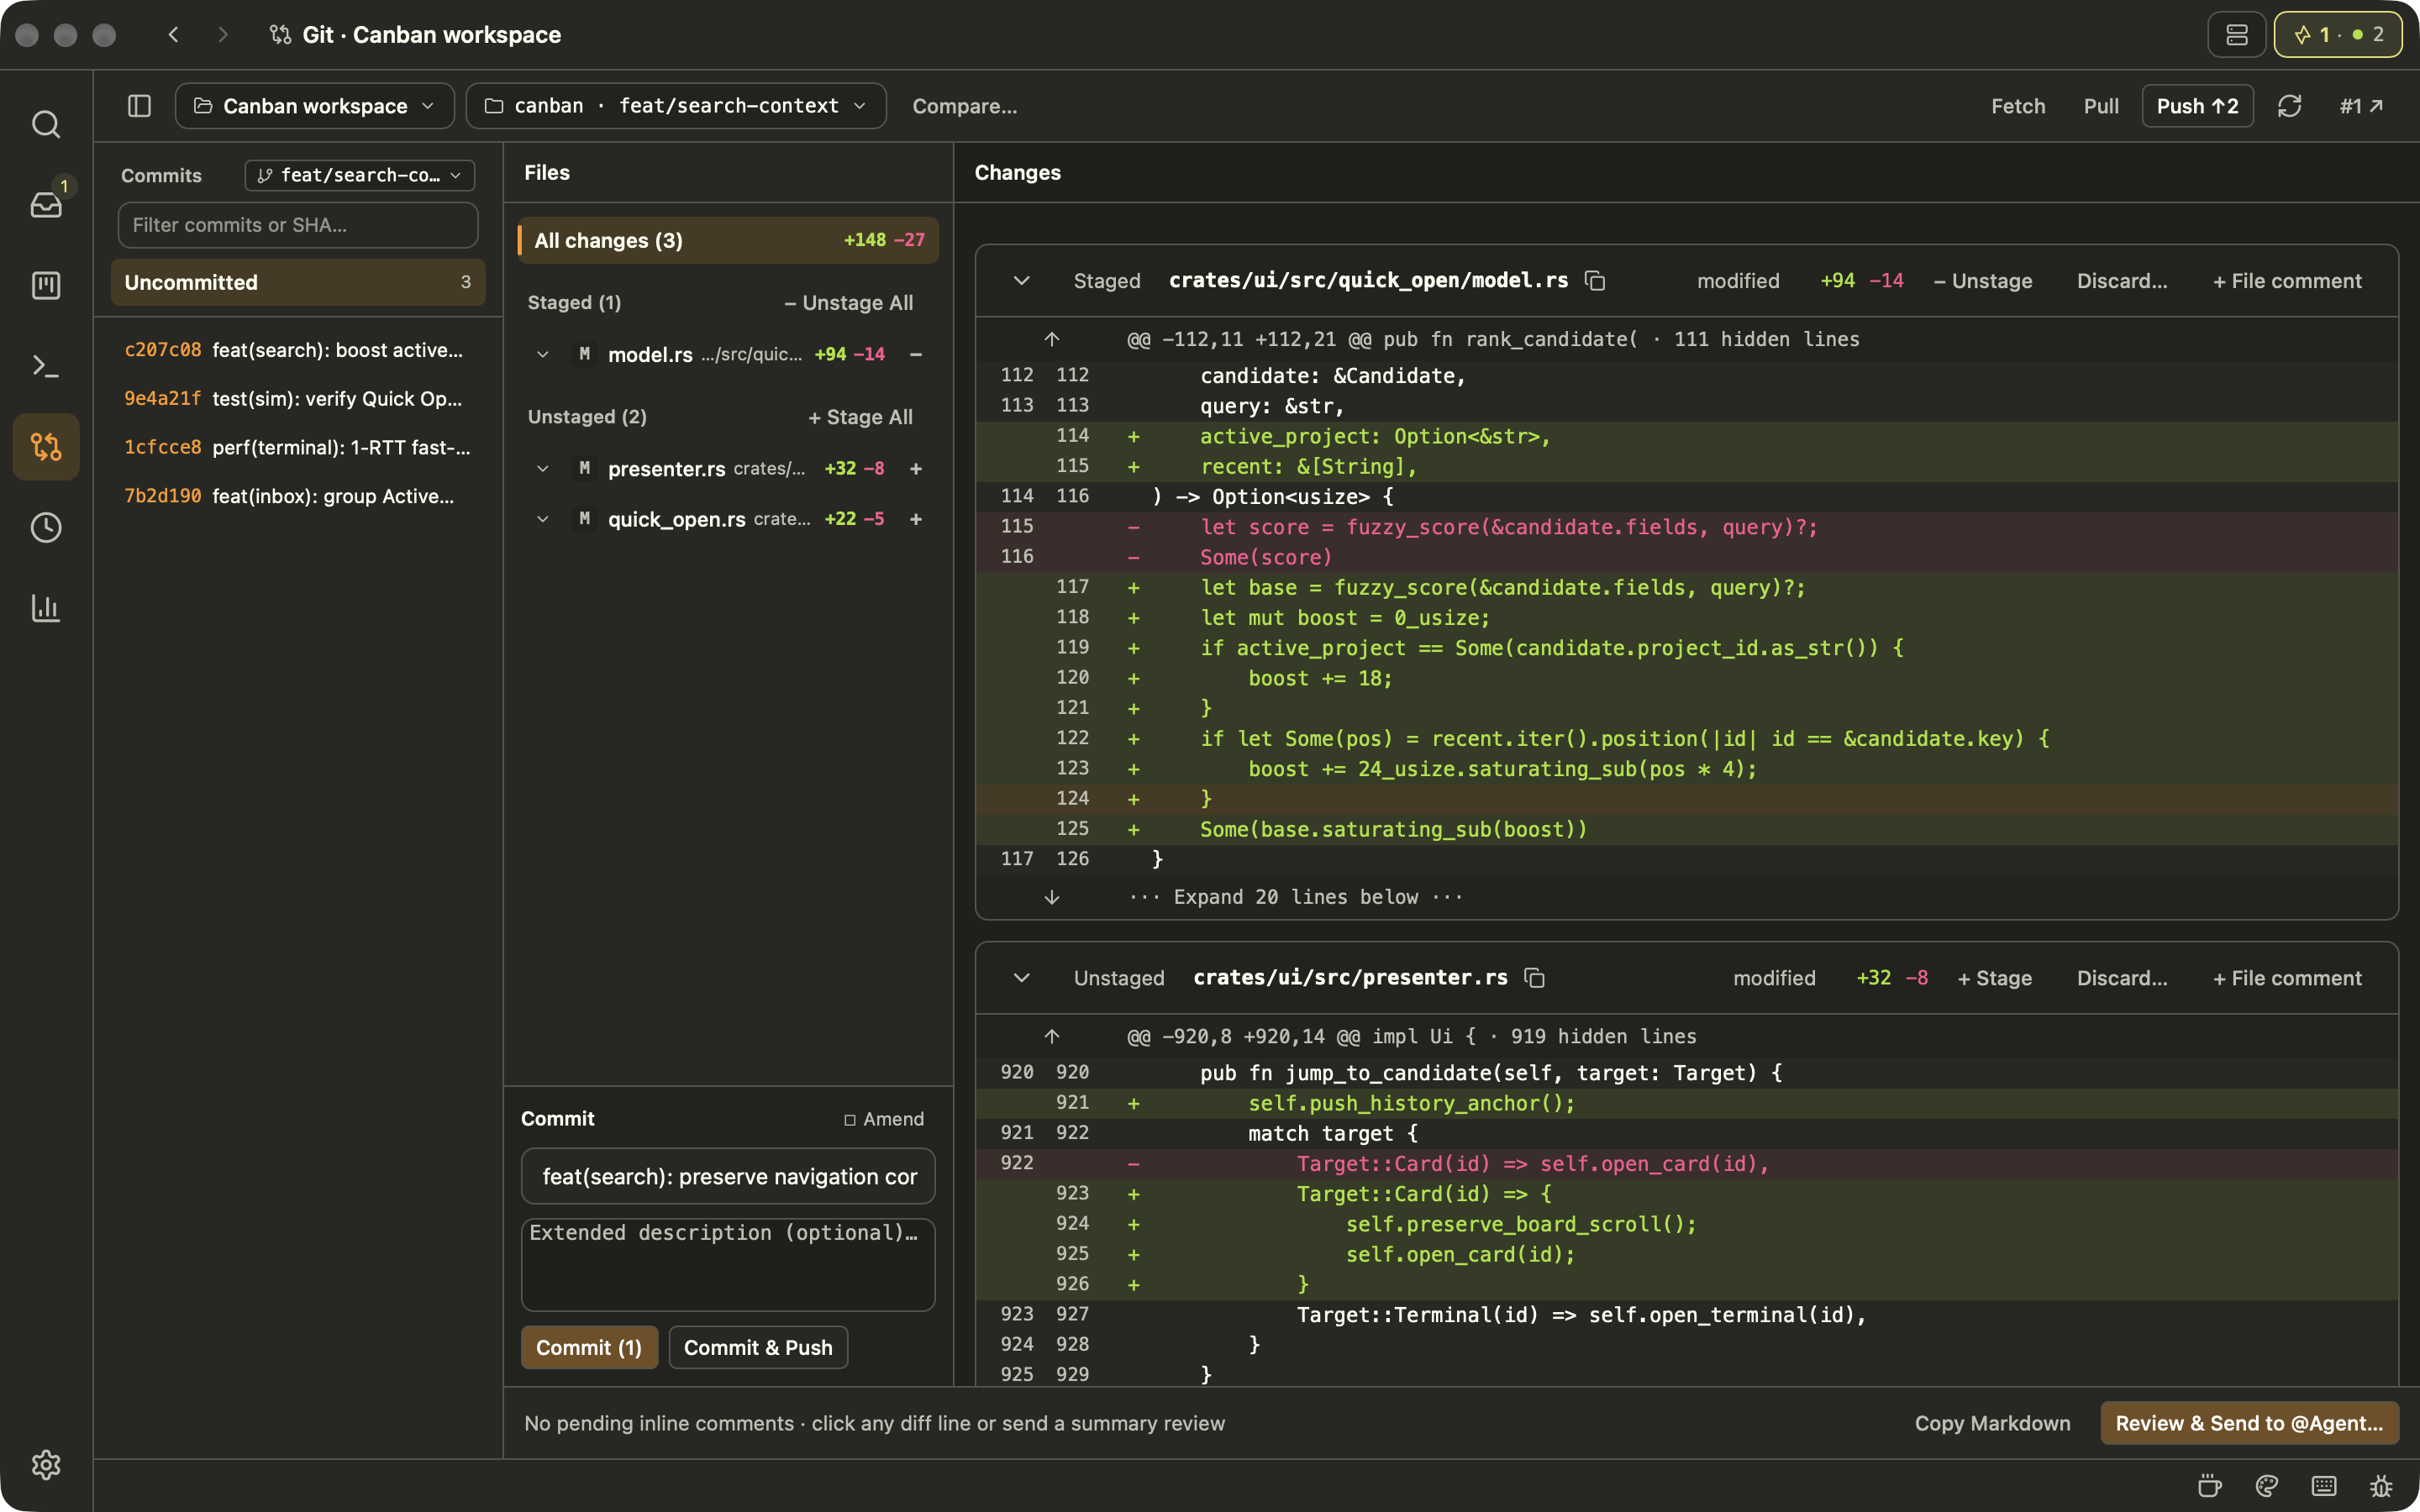 Git · Canban workspace
1 · 2
Canban workspace
canban · feat/search-context
Compare...
Fetch
Pull
Push ↑2
#1 ↗
1
Commits
feat/search-co…
Filter commits or SHA...
Uncommitted 3
c207c08 feat(search): boost active...
9e4a21f test(sim): verify Quick Op...
1cfcce8 perf(terminal): 1-RTT fast-...
7b2d190 feat(inbox): group Active...
Files
All changes (3) +148 −27
Staged (1) − Unstage All
M model.rs .../src/quic... +94 −14 −
Unstaged (2) + Stage All
M presenter.rs crates/... +32 −8 +
M quick_open.rs crate... +22 −5 +
Commit
Amend
feat(search): preserve navigation cor
Extended description (optional)…
Commit (1)
Commit & Push
Changes
Staged crates/ui/src/quick_open/model.rs modified +94 −14 − Unstage Discard... + File comment
↑ @@ −112,11 +112,21 @@ pub fn rank_candidate( · 111 hidden lines
112 112     candidate: &Candidate,
113 113     query: &str,
114 +     active_project: Option<&str>,
115 +     recent: &[String],
114 116 ) −> Option<usize> {
115 −     let score = fuzzy_score(&candidate.fields, query)?;
116 −     Some(score)
117 +     let base = fuzzy_score(&candidate.fields, query)?;
118 +     let mut boost = 0_usize;
119 +     if active_project == Some(candidate.project_id.as_str()) {
120 +         boost += 18;
121 +     }
122 +     if let Some(pos) = recent.iter().position(|id| id == &candidate.key) {
123 +         boost += 24_usize.saturating_sub(pos * 4);
124 +     }
125 +     Some(base.saturating_sub(boost))
117 126 }
↓ ··· Expand 20 lines below ···
Unstaged crates/ui/src/presenter.rs modified +32 −8 + Stage Discard... + File comment
↑ @@ −920,8 +920,14 @@ impl Ui { · 919 hidden lines
920 920     pub fn jump_to_candidate(self, target: Target) {
921 +         self.push_history_anchor();
921 922         match target {
922 −             Target::Card(id) => self.open_card(id),
923 +             Target::Card(id) => {
924 +                 self.preserve_board_scroll();
925 +                 self.open_card(id);
926 +             }
923 927             Target::Terminal(id) => self.open_terminal(id),
924 928         }
925 929     }
No pending inline comments · click any diff line or send a summary review
Copy Markdown
Review & Send to @Agent...